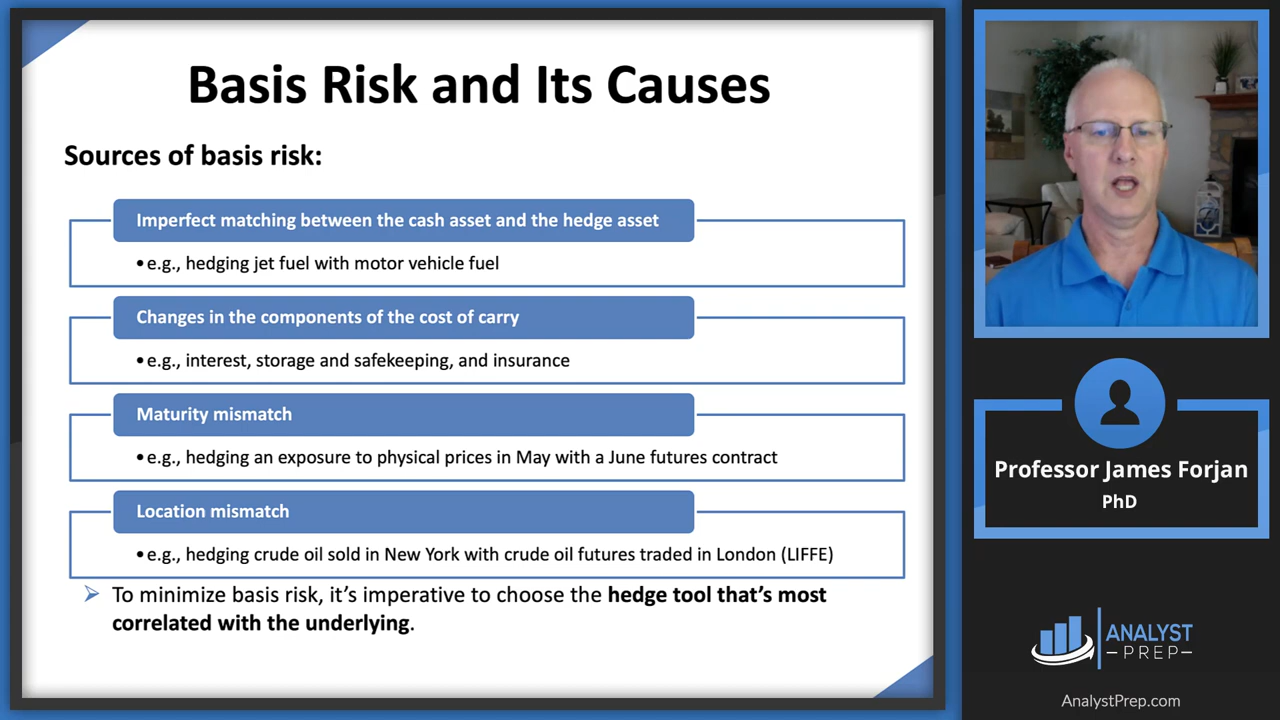 Basis Risk and Its Causes
Sources of basis risk:
Imperfect matching between the cash asset and the hedge asset
• e.g., hedging jet fuel with motor vehicle fuel
Changes in the components of the cost of carry
• e.g., interest, storage and safekeeping, and insurance
Maturity mismatch
• e.g., hedging an exposure to physical prices in May with a June futures contract
Location mismatch
• e.g., hedging crude oil sold in New York with crude oil futures traded in London (LIFFE)
➢ To minimize basis risk, it’s imperative to choose the hedge tool that’s most
correlated with the underlying.
Professor James Forjan
PhD
ANALYST
PREP
AnalystPrep.com